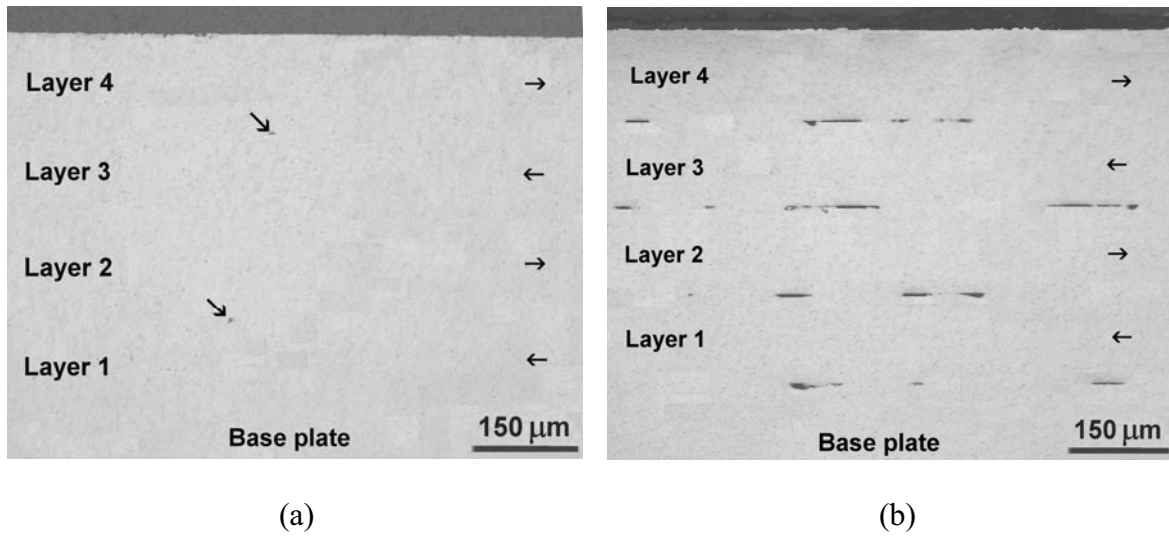 Layer 4 →
Layer 3 ←
Layer 2 →
Layer 1 ←
Base plate
150 μm
(a)
Layer 4 →
Layer 3 ←
Layer 2 →
Layer 1 ←
Base plate
150 μm
(b)